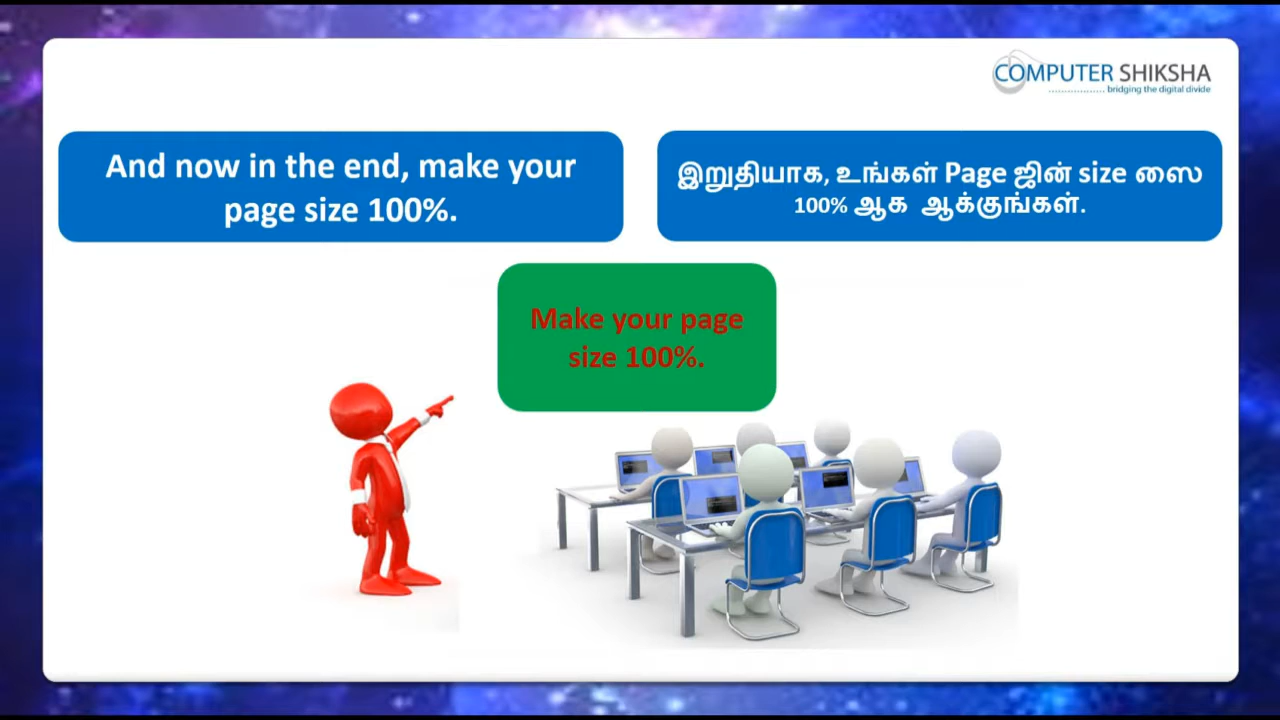 COMPUTER SHIKSHA
bridging the digital divide
And now in the end, make your
page size 100%.
இறுதியாக, உங்கள் Page ஜின் size ஸை
100% ஆக ஆக்குங்கள்.
Make your page
size 100%.